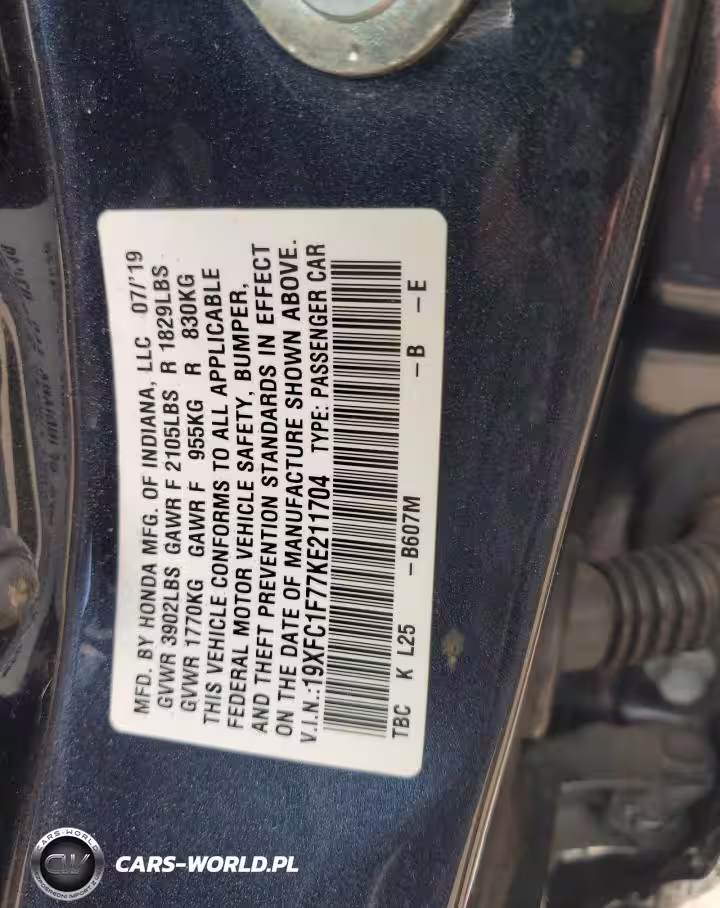 MFD. BY HONDA MFG. OF INDIANA, LLC 07/'19
GVWR 3902LBS GAWR F 2105LBS R 1829LBS
GVWR 1770KG GAWR F 955KG R 830KG
THIS VEHICLE CONFORMS TO ALL APPLICABLE
FEDERAL MOTOR VEHICLE SAFETY, BUMPER,
AND THEFT PREVENTION STANDARDS IN EFFECT
ON THE DATE OF MANUFACTURE SHOWN ABOVE.
V.I.N.:19XFC1F77KE211704 TYPE: PASSENGER CAR
TBC K L25 -B607M -B -E
CARS-WORLD
CARS-WORLD.PL